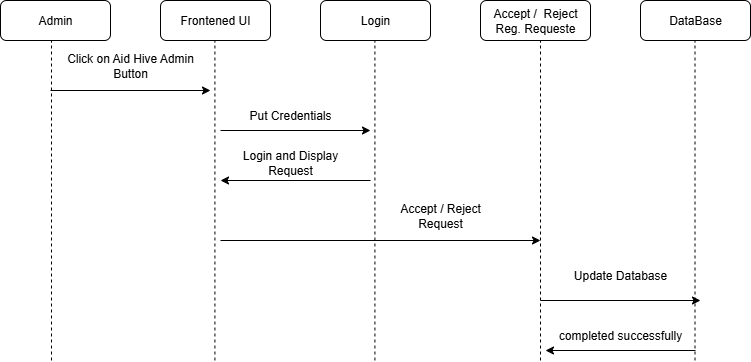 Admin
Frontened UI
Login
Accept / Reject
Reg. Requeste
DataBase
Click on Aid Hive Admin
Button
Put Credentials
Login and Display
Request
Accept / Reject
Request
Update Database
completed successfully